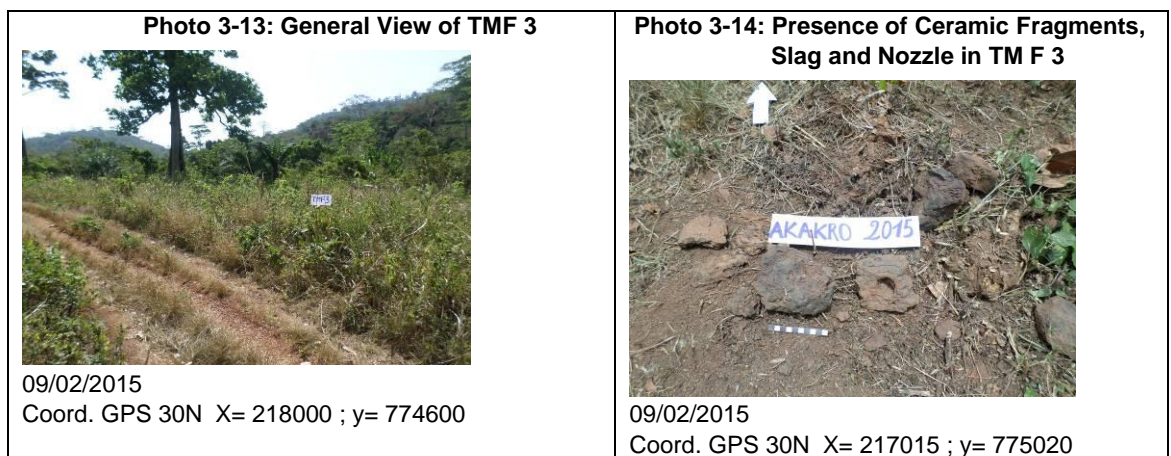 Photo 3-13: General View of TMF 3
TMF3
09/02/2015
Coord. GPS 30N X= 218000 ; y= 774600
Photo 3-14: Presence of Ceramic Fragments,
Slag and Nozzle in TM F 3
AKAKRO 2015
09/02/2015
Coord. GPS 30N X= 217015 ; y= 775020